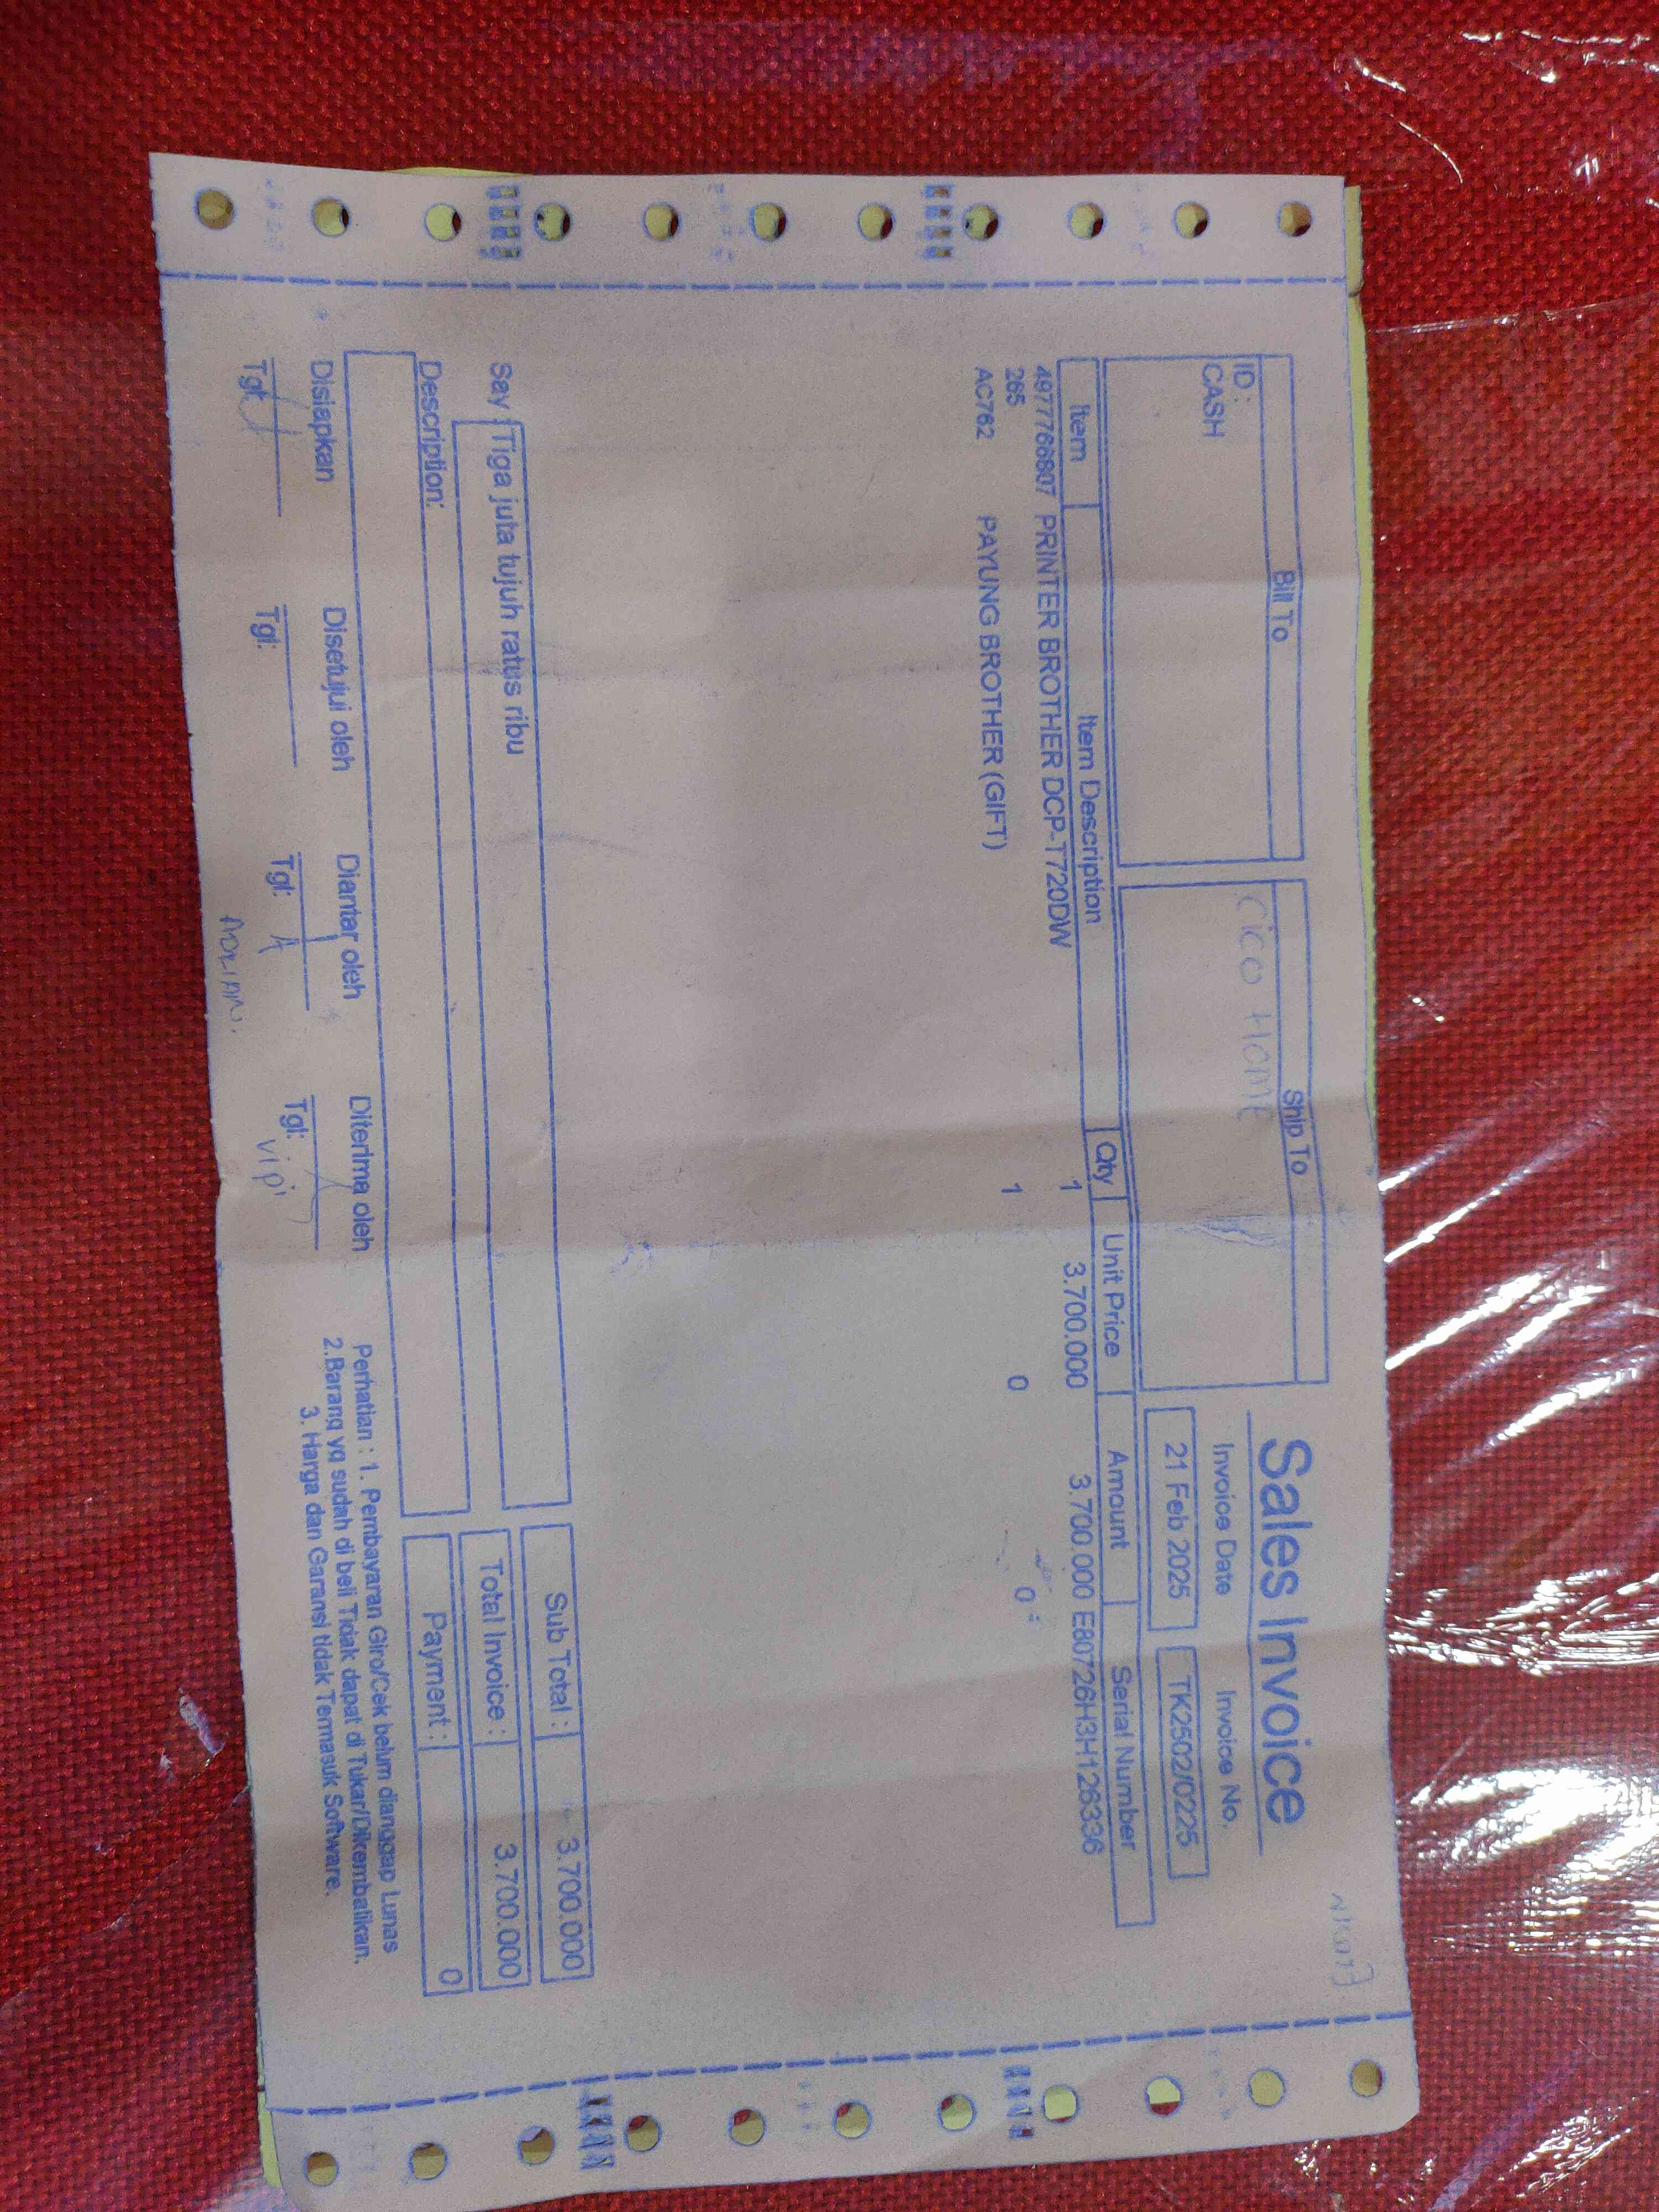 Sales Invoice
Bill To
Ship To
ID :
CASH
CICO HOME
Invoice Date
Invoice No.
21 Feb 2025
TK2502/0225
Item
Item Description
Qty
Unit Price
Amount
Serial Number
4977766807 PRINTER BROTHER DCP-T720DW 1 3.700.000 3.700.000 E80726H3H126336
265
AC762 PAYUNG BROTHER (GIFT) 1 0 0
Say : Tiga juta tujuh ratus ribu
Sub Total : 3.700.000
Total Invoice : 3.700.000
Payment : 0
Description:
Disiapkan
Disetujui oleh
Diantar oleh
Diterima oleh
Tgl:
Tgl:
Tgl:
Tgl:
vipi
Perhatian : 1. Pembayaran Giro/Cek belum dianggap Lunas
2.Barang yg sudah di beli Tidak dapat di Tukar/Dikembalikan.
3. Harga dan Garansi tidak Termasuk Software.